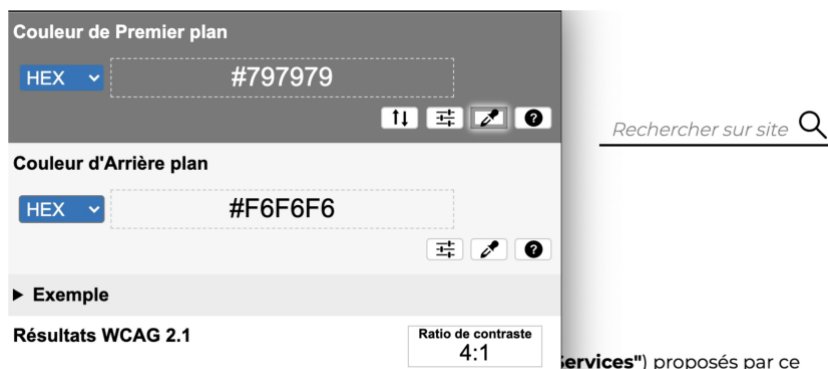 Couleur de Premier plan
HEX
#797979
Rechercher sur site
Couleur d'Arrière plan
HEX
#F6F6F6
Exemple
Résultats WCAG 2.1
Ratio de contraste
4:1
ervices") proposés par ce